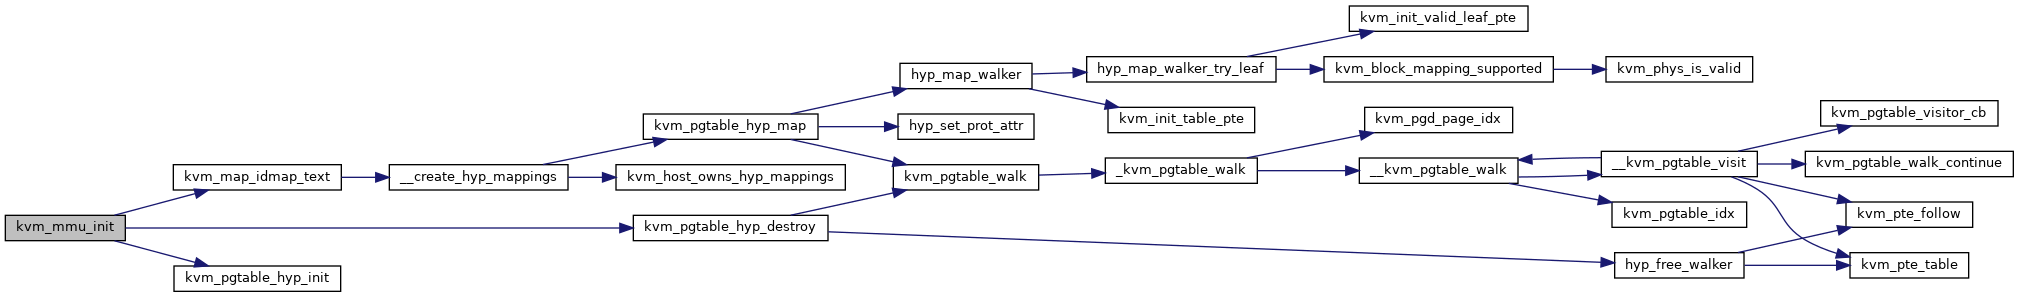 kvm_init_valid_leaf_pte
hyp_map_walker
hyp_map_walker_try_leaf
kvm_block_mapping_supported
kvm_phys_is_valid
kvm_pgtable_hyp_map
hyp_set_prot_attr
kvm_init_table_pte
kvm_pgd_page_idx
kvm_pgtable_visitor_cb
kvm_map_idmap_text
__create_hyp_mappings
kvm_host_owns_hyp_mappings
kvm_pgtable_walk
_kvm_pgtable_walk
__kvm_pgtable_walk
__kvm_pgtable_visit
kvm_pgtable_walk_continue
kvm_mmu_init
kvm_pgtable_hyp_destroy
kvm_pgtable_idx
kvm_pte_follow
kvm_pgtable_hyp_init
hyp_free_walker
kvm_pte_table